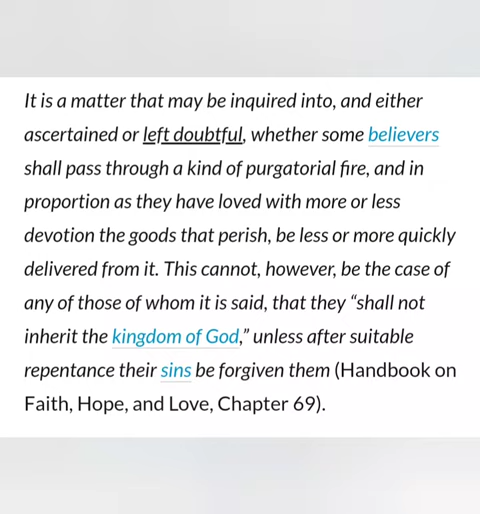 It is a matter that may be inquired into, and either
ascertained or left doubtful, whether some believers
shall pass through a kind of purgatorial fire, and in
proportion as they have loved with more or less
devotion the goods that perish, be less or more quickly
delivered from it. This cannot, however, be the case of
any of those of whom it is said, that they “shall not
inherit the kingdom of God,” unless after suitable
repentance their sins be forgiven them (Handbook on
Faith, Hope, and Love, Chapter 69).